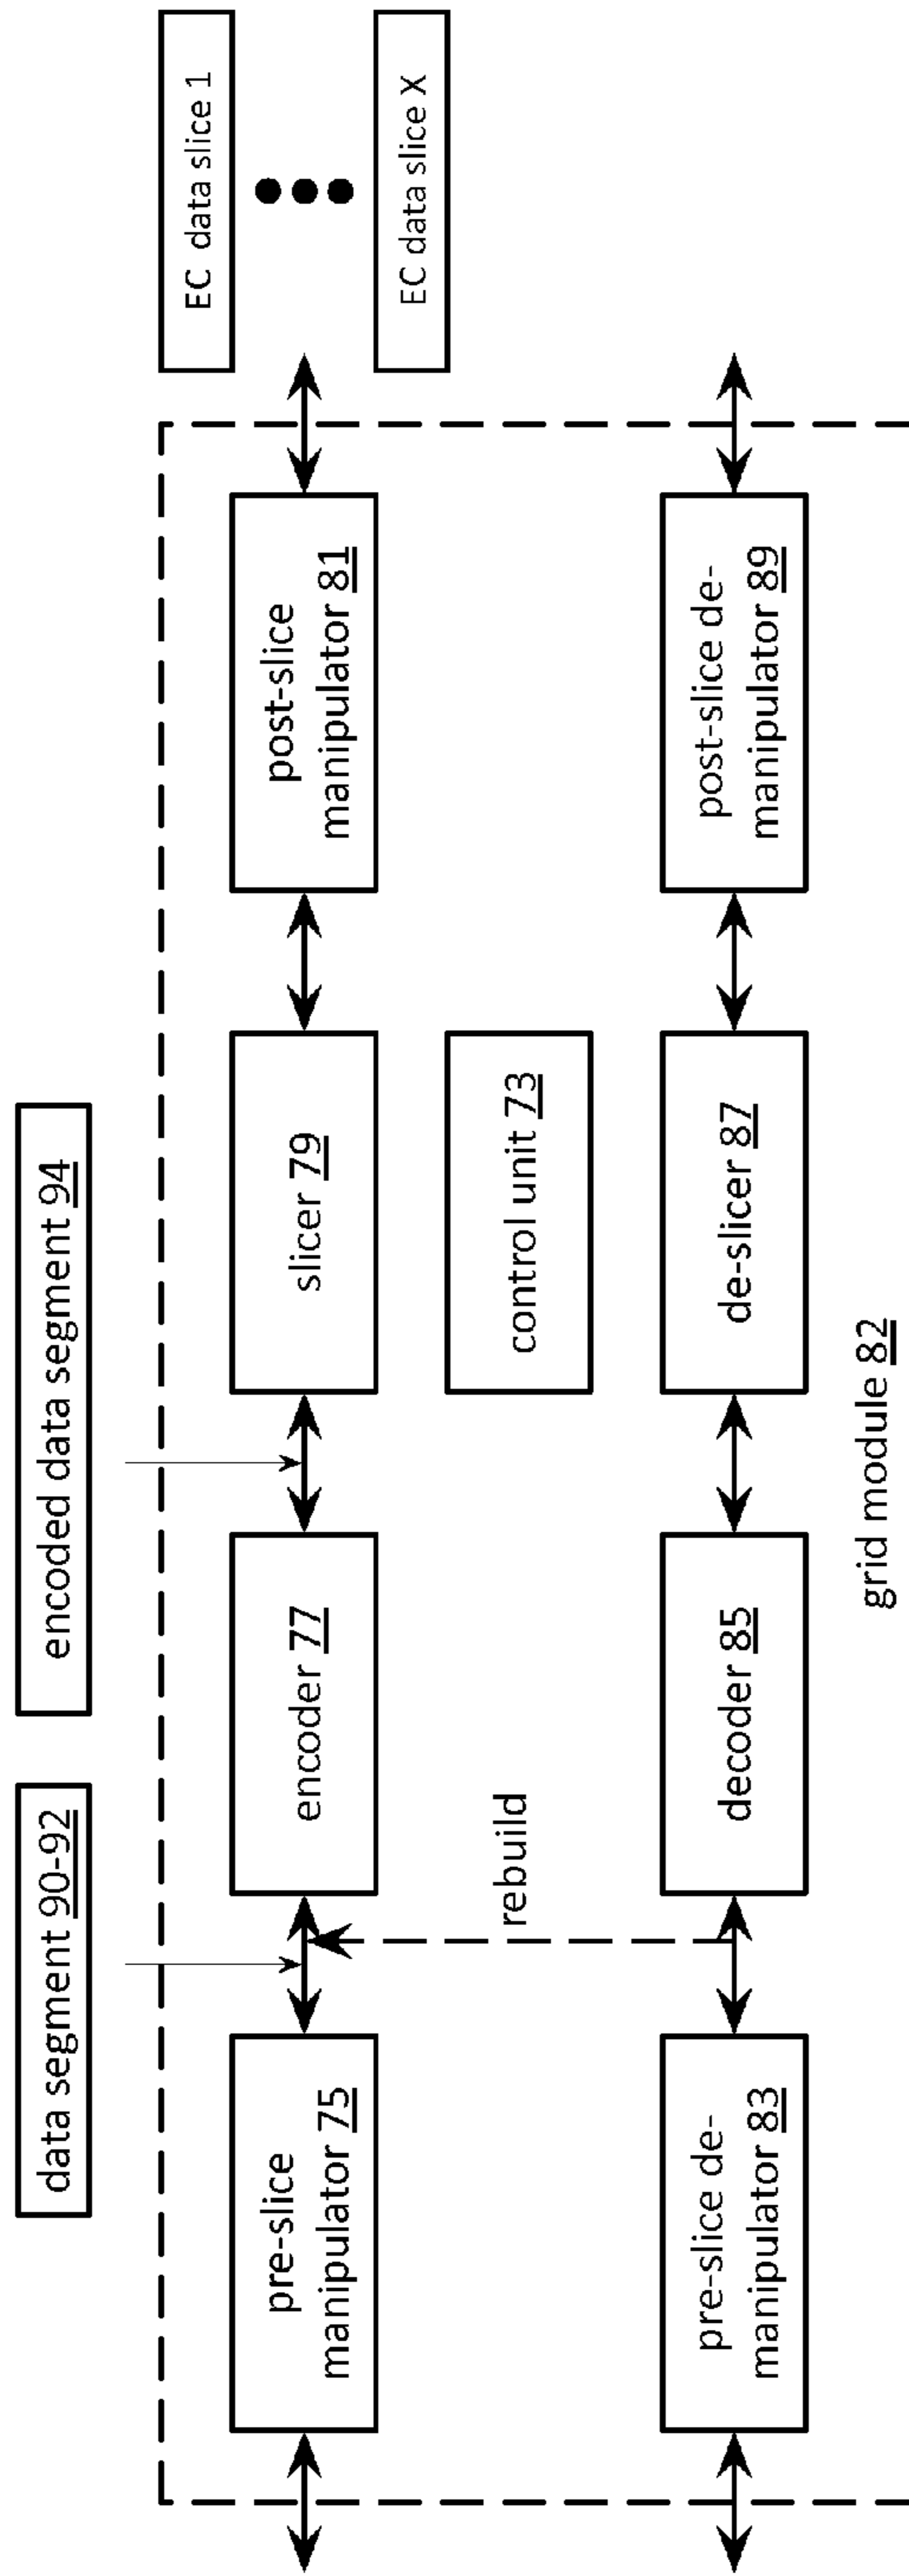 data segment 90-92
encoded data segment 94
pre-slice
manipulator 75
encoder 77
slicer 79
post-slice
manipulator 81
EC data slice 1
EC data slice X
rebuild
control unit 73
pre-slice de-
manipulator 83
decoder 85
de-slicer 87
post-slice de-
manipulator 89
grid module 82